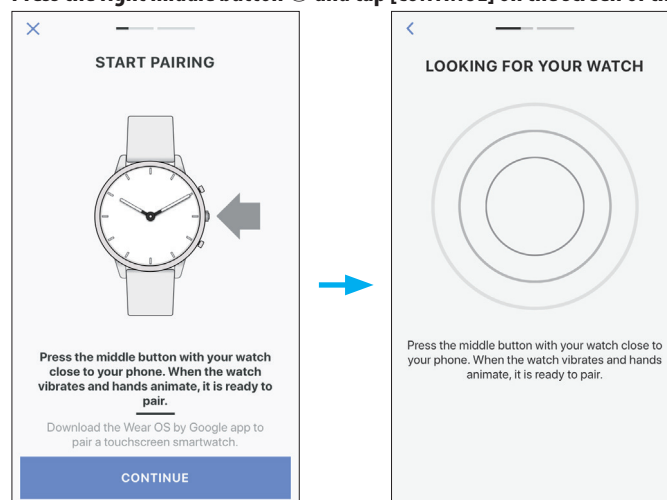 START PAIRING
Press the middle button with your watch
close to your phone. When the watch
vibrates and hands animate, it is ready to
pair.
Download the Wear OS by Google app to
pair a touchscreen smartwatch.
CONTINUE
LOOKING FOR YOUR WATCH
Press the middle button with your watch close to
your phone. When the watch vibrates and hands
animate, it is ready to pair.